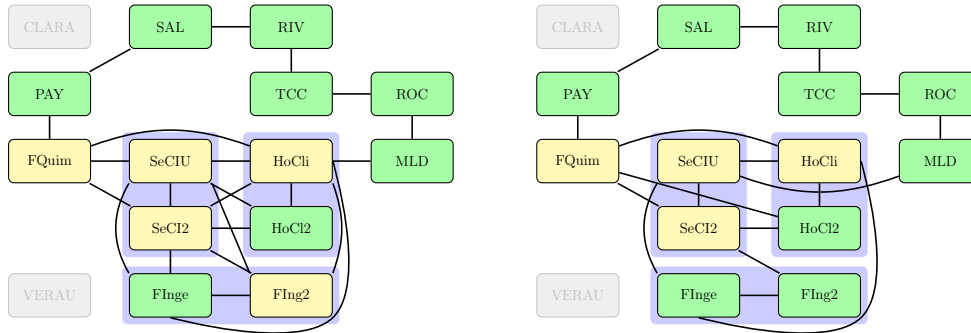 CLARA SAL RIV
PAY TCC ROC
FQuim SeCIU HoCli MLD
SeCI2 HoCl2
VERAU FInge FIng2
CLARA SAL RIV
PAY TCC ROC
FQuim SeCIU HoCli MLD
SeCI2 HoCl2
VERAU FInge FIng2